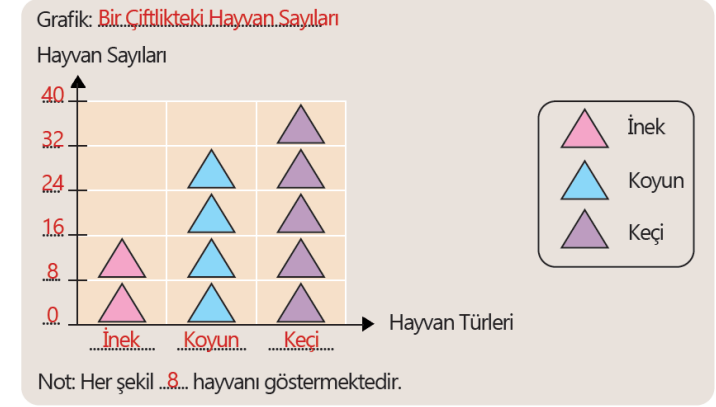 Grafik: Bir Çiftlikteki Hayvan Sayıları
Hayvan Sayıları
40
32
24
16
8
0
İnek
Koyun
Keçi
Hayvan Türleri
İnek
Koyun
Keçi
Not: Her şekil ..8... hayvanı göstermektedir.